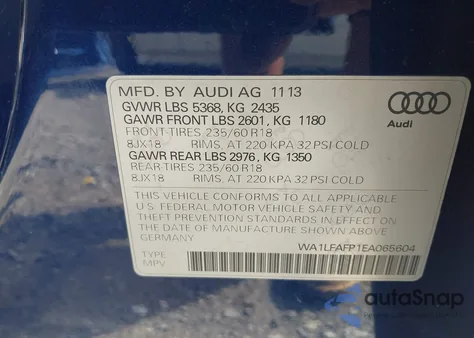 MFD. BY AUDI AG 11 13
GVWR LBS 5368, KG 2435
GAWR FRONT LBS 2601, KG 1180
FRONT-TIRES 235/60 R18
8JX18 RIMS, AT 220 KPA 32 PSI COLD
GAWR REAR LBS 2976, KG 1350
REAR-TIRES 235/60 R18
8JX18 RIMS, AT 220 KPA 32 PSI COLD
THIS VEHICLE CONFORMS TO ALL APPLICABLE
U.S. FEDERAL MOTOR VEHICLE SAFETY AND
THEFT PREVENTION STANDARDS IN EFFECT ON
THE DATE OF MANUFACTURE SHOWN ABOVE
GERMANY
WA1LFAFP1EA065604
TYPE
MPV
Audi
autoSnap